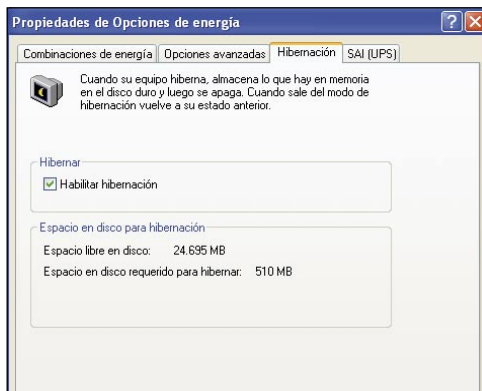 Propiedades de Opciones de energía
Combinaciones de energía Opciones avanzadas Hibernación SAI (UPS)
Cuando su equipo hiberna, almacena lo que hay en memoria
en el disco duro y luego se apaga. Cuando sale del modo de
hibernación vuelve a su estado anterior.
Hibernar
Habilitar hibernación
Espacio en disco para hibernación
Espacio libre en disco: 24.695 MB
Espacio en disco requerido para hibernar: 510 MB